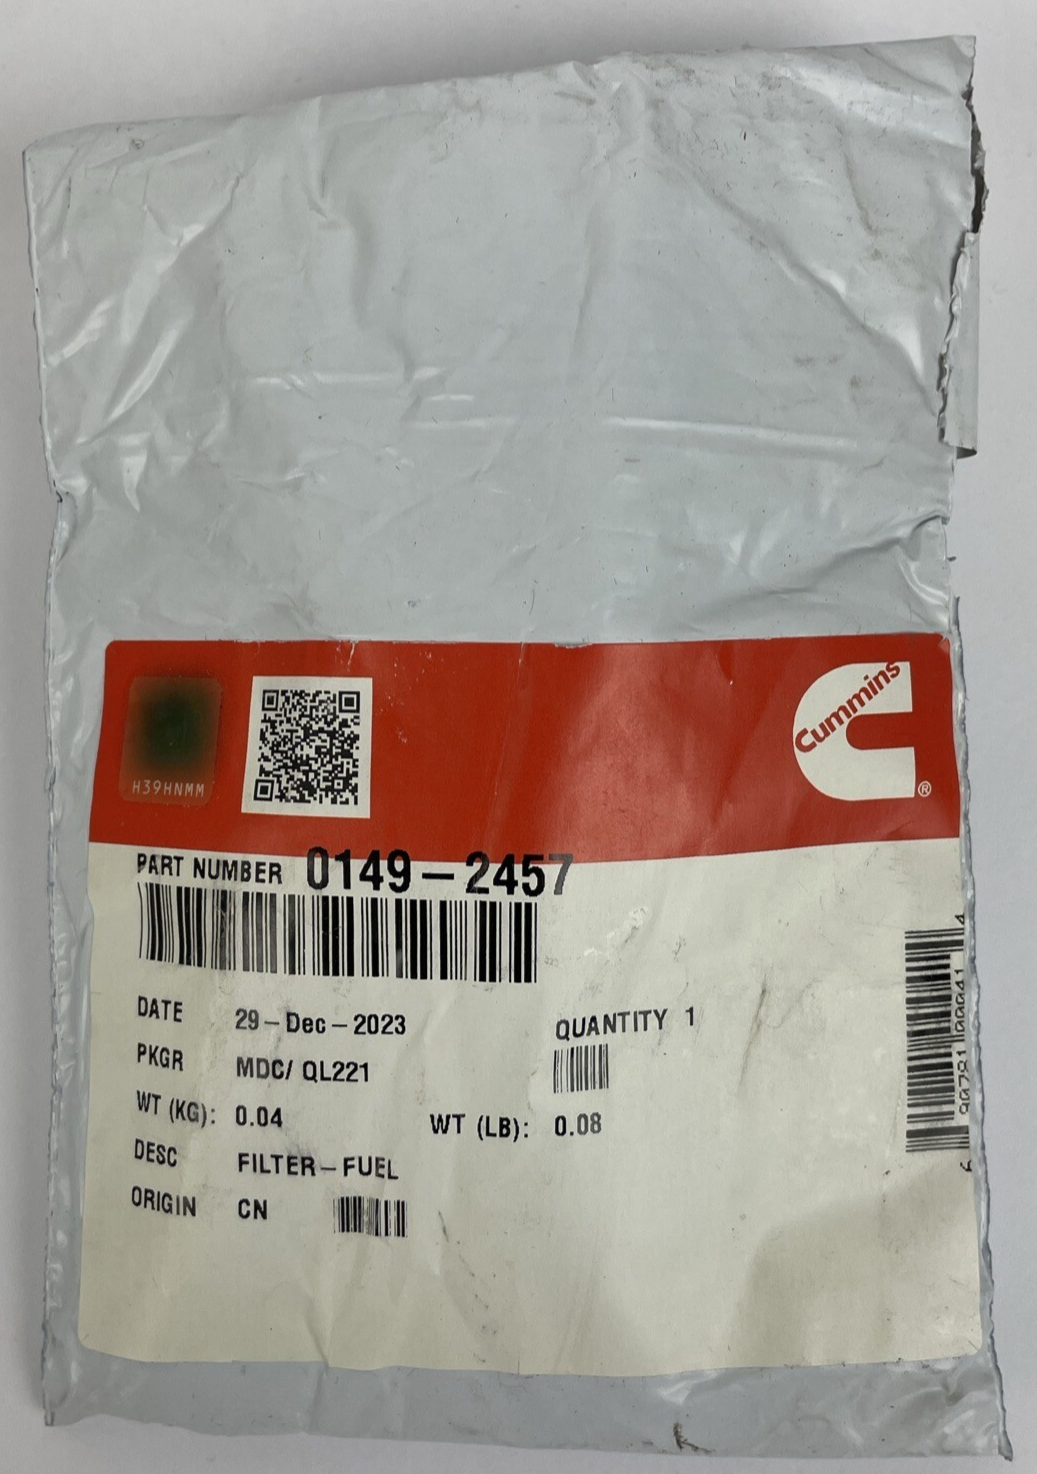 H39HNMM
Cummins
®
PART NUMBER 0149-2457
DATE 29-Dec-2023
QUANTITY 1
PKGR MDC/ QL221
WT (KG): 0.04 WT (LB): 0.08
DESC FILTER-FUEL
ORIGIN CN